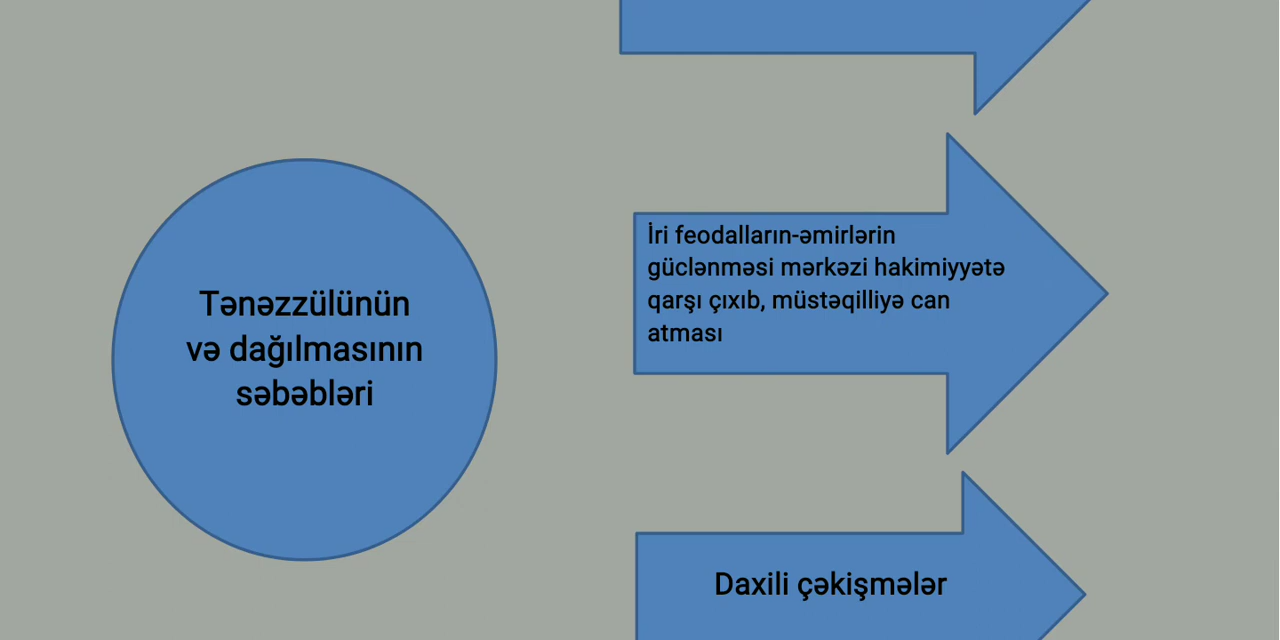 Tənəzzülünün
və dağılmasının
səbəbləri
İri feodalların-əmirlərin
güclənməsi mərkəzi hakimiyyətə
qarşı çıxıb, müstəqilliyə can
atması
Daxili çəkişmələr